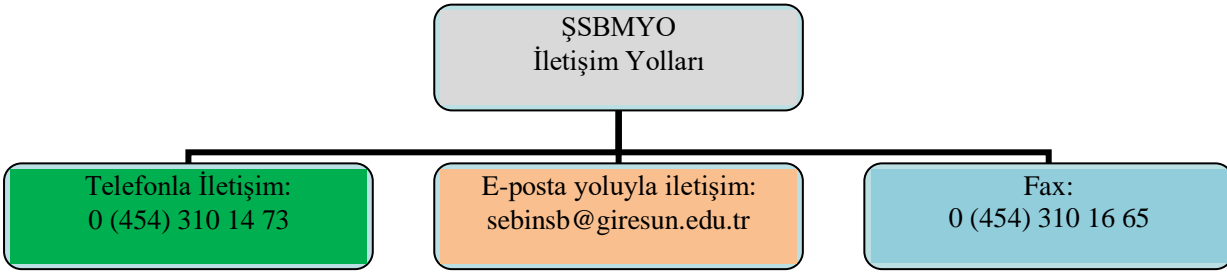 ŞSBMYO
İletişim Yolları
Telefonla İletişim:
0 (454) 310 14 73
E-posta yoluyla iletişim:
sebinsb@giresun.edu.tr
Fax:
0 (454) 310 16 65